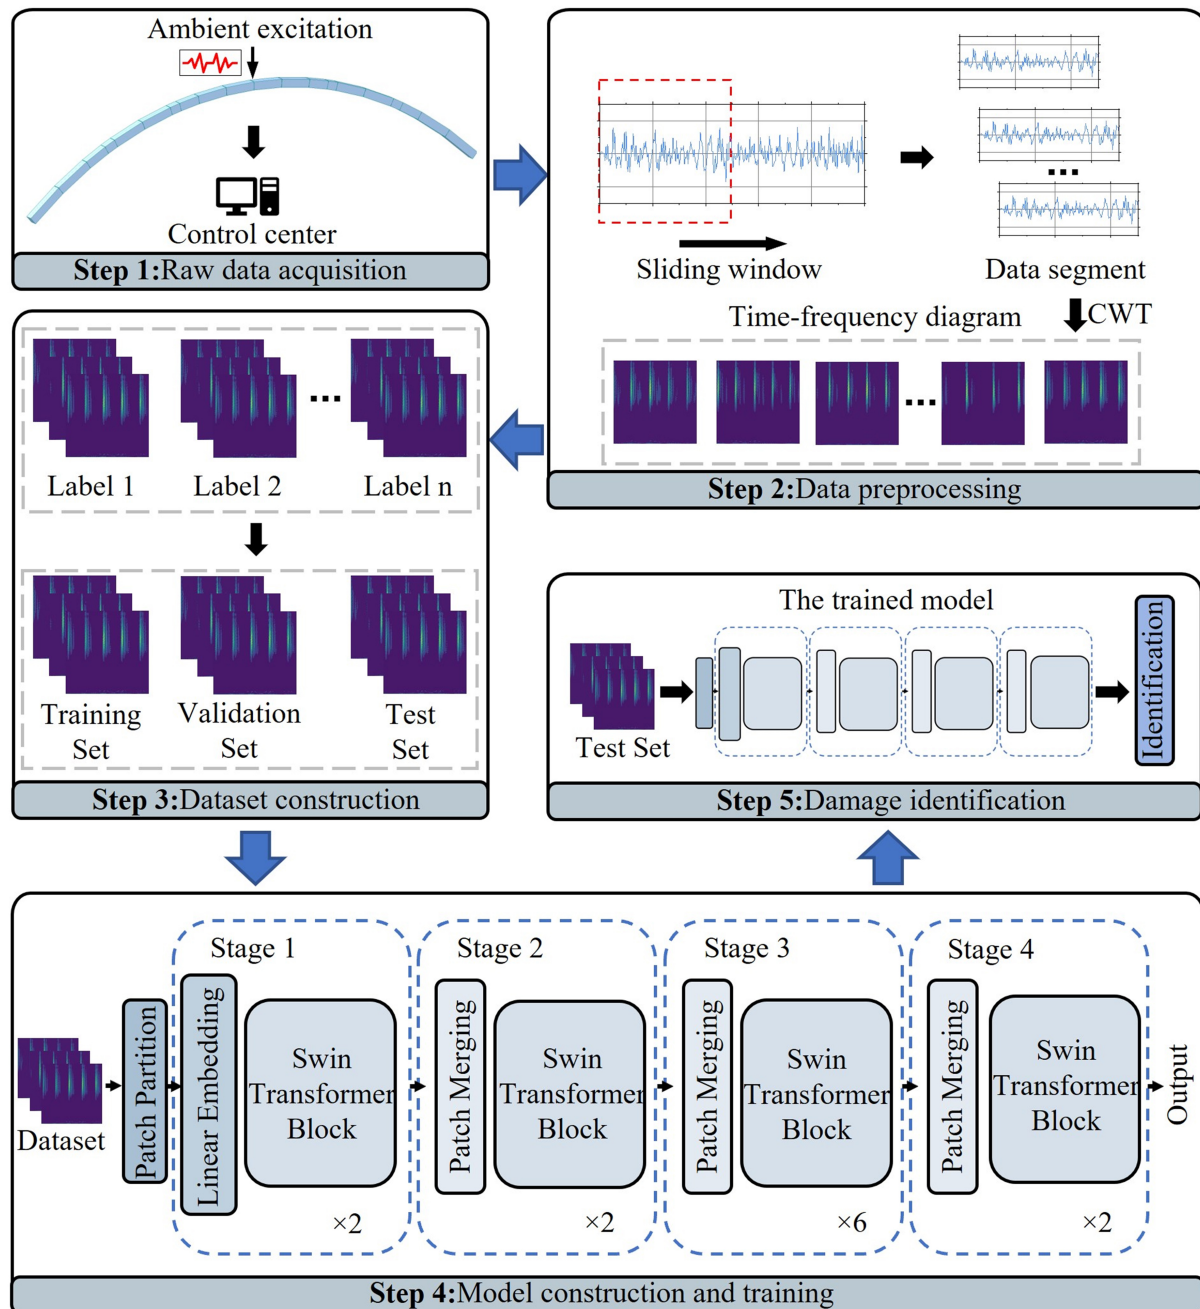 Ambient excitation
Control center
Step 1:Raw data acquisition
Sliding window
Data segment
CWT
Time-frequency diagram
Step 2:Data preprocessing
Label 1
Label 2
Label n
Training
Set
Validation
Set
Test
Set
Step 3:Dataset construction
Dataset
Patch Partition
Stage 1
Linear Embedding
Swin
Transformer
Block
×2
Stage 2
Patch Merging
Swin
Transformer
Block
×2
Stage 3
Patch Merging
Swin
Transformer
Block
×6
Stage 4
Patch Merging
Swin
Transformer
Block
×2
Output
Step 4:Model construction and training
The trained model
Test Set
Identification
Step 5:Damage identification